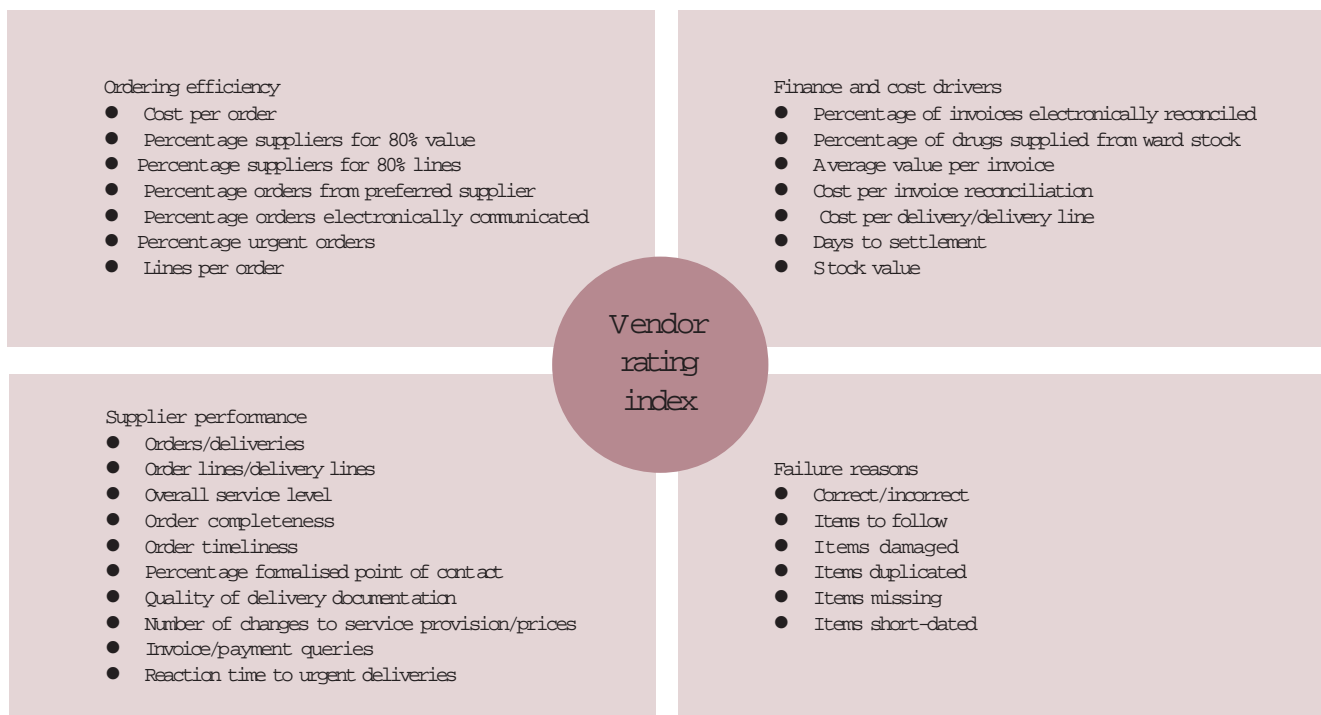 Ordering efficiency
● Cost per order
● Percentage suppliers for 80% value
● Percentage suppliers for 80% lines
● Percentage orders from preferred supplier
● Percentage orders electronically communicated
● Percentage urgent orders
● Lines per order
Finance and cost drivers
● Percentage of invoices electronically reconciled
● Percentage of drugs supplied from ward stock
● Average value per invoice
● Cost per invoice reconciliation
● Cost per delivery/delivery line
● Days to settlement
● Stock value
Vendor
rating
index
Supplier performance
● Orders/deliveries
● Order lines/delivery lines
● Overall service level
● Order completeness
● Order timeliness
● Percentage formalised point of contact
● Quality of delivery documentation
● Number of changes to service provision/prices
● Invoice/payment queries
● Reaction time to urgent deliveries
Failure reasons
● Correct/incorrect
● Items to follow
● Items damaged
● Items duplicated
● Items missing
● Items short-dated